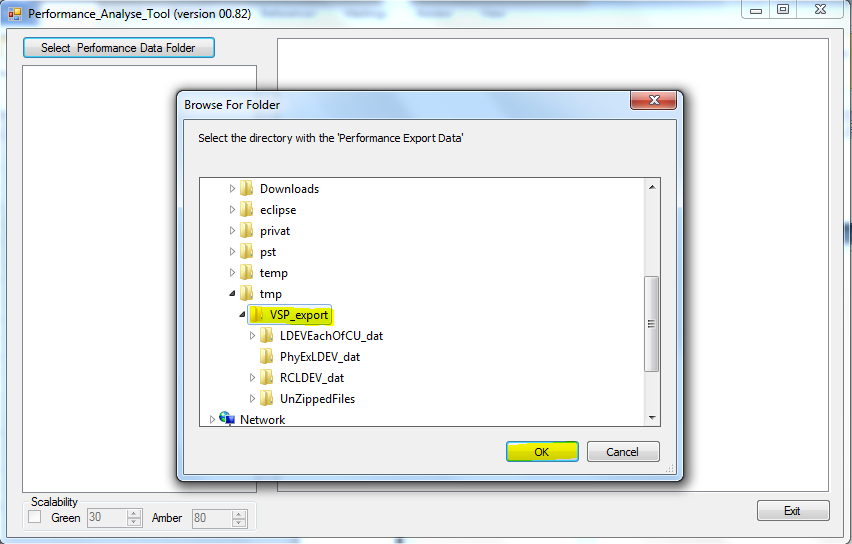 Performance_Analyse_Tool (version 00.82)
Select Performance Data Folder
Browse For Folder
Select the directory with the 'Performance Export Data'
Downloads
eclipse
privat
pst
temp
tmp
VSP_export
LDEVEachOfCU_dat
PhyExLDEV_dat
RCLDEV_dat
UnZippedFiles
Network
OK Cancel
Scalability
Green 30 Amber 80
Exit